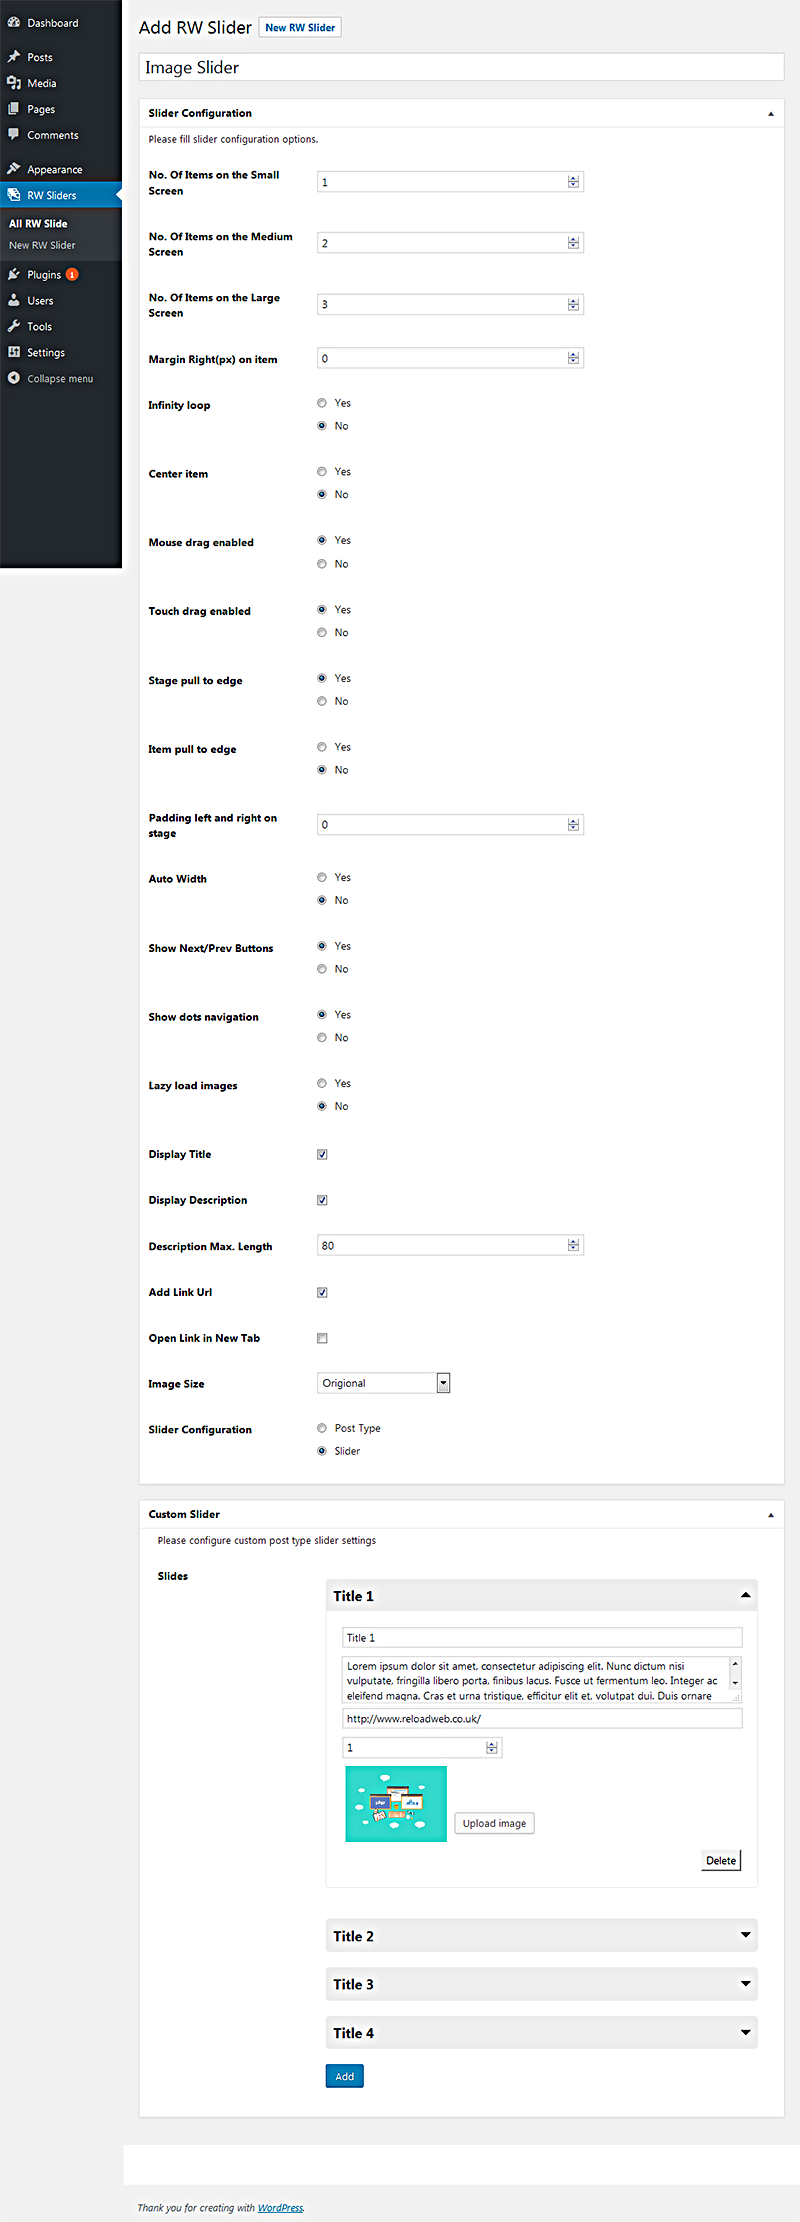 Dashboard
Posts
Media
Pages
Comments
Appearance
RW Sliders
All RW Slide
New RW Slider
Plugins 1
Users
Tools
Settings
Collapse menu
Add RW Slider New RW Slider
Image Slider
Slider Configuration
Please fill slider configuration options.
No. Of Items on the Small
Screen
1
No. Of Items on the Medium
Screen
2
No. Of Items on the Large
Screen
3
Margin Right(px) on item
0
Infinity loop
Yes
No
Center item
Yes
No
Mouse drag enabled
Yes
No
Touch drag enabled
Yes
No
Stage pull to edge
Yes
No
Item pull to edge
Yes
No
Padding left and right on
stage
0
Auto Width
Yes
No
Show Next/Prev Buttons
Yes
No
Show dots navigation
Yes
No
Lazy load images
Yes
No
Display Title
Display Description
Description Max. Length
80
Add Link Url
Open Link in New Tab
Image Size
Origional
Slider Configuration
Post Type
Slider
Custom Slider
Please configure custom post type slider settings
Slides
Title 1
Title 1
Lorem ipsum dolor sit amet, consectetur adipiscing elit. Nunc dictum nisi
vulputate, fringilla libero porta, finibus lacus. Fusce ut fermentum leo. Integer ac
eleifend magna. Cras et urna tristique, efficitur elit et, volutpat dui. Duis ornare
http://www.reloadweb.co.uk/
1
Upload image
Delete
Title 2
Title 3
Title 4
Add
Thank you for creating with WordPress.